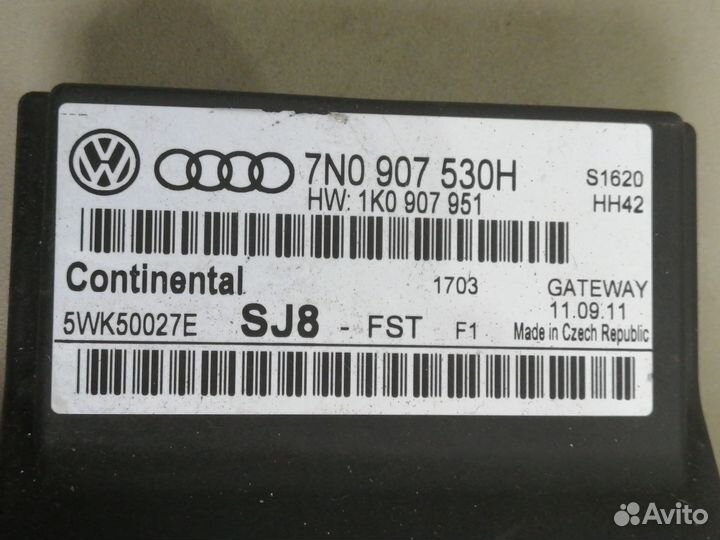 7N0 907 530H S1620
HW: 1K0 907 951 HH42
Continental 1703 GATEWAY
11.09.11
5WK50027E SJ8 - FST F1 Made in Czech Republic
Avito